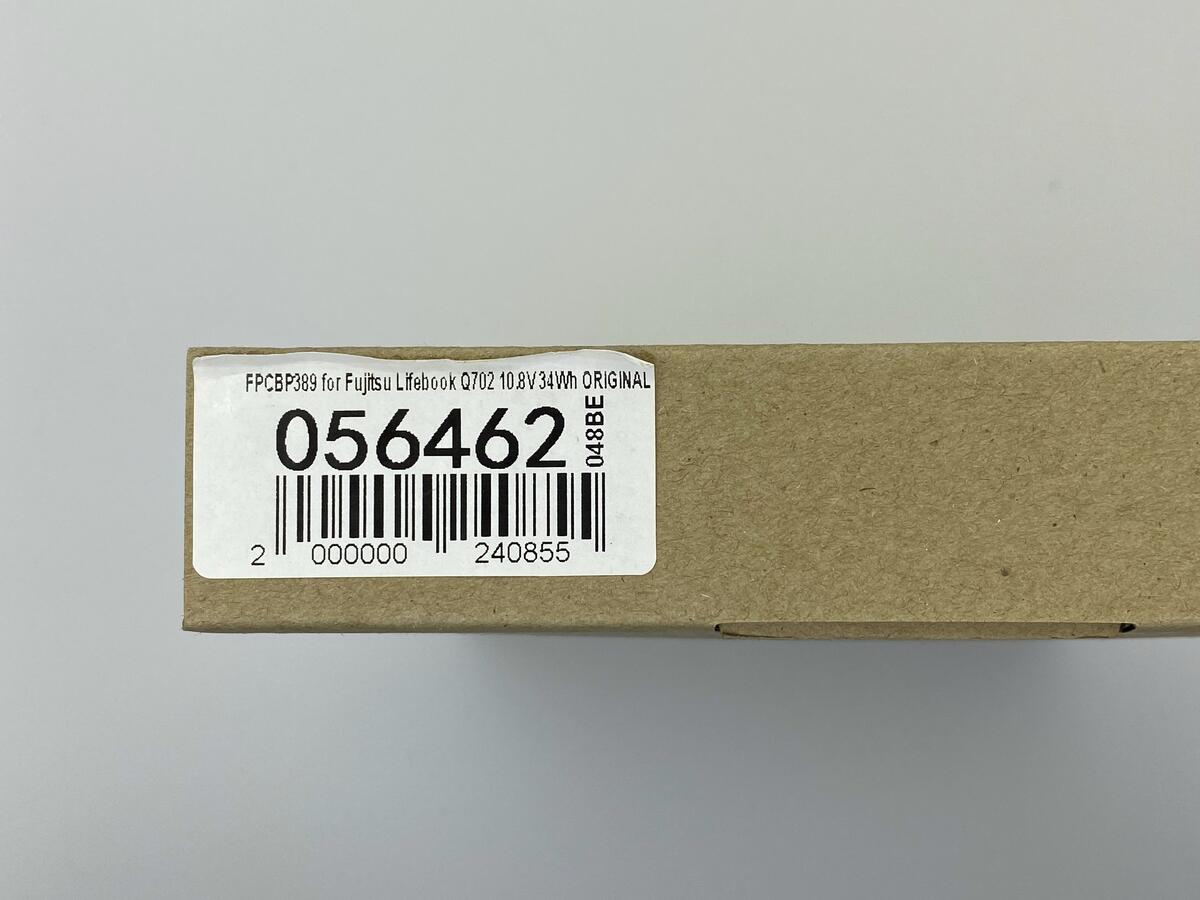 FPCBP389 for Fujitsu Lifebook Q702 10.8V 34Wh ORIGINAL
056462
048BE
2 000000 240855